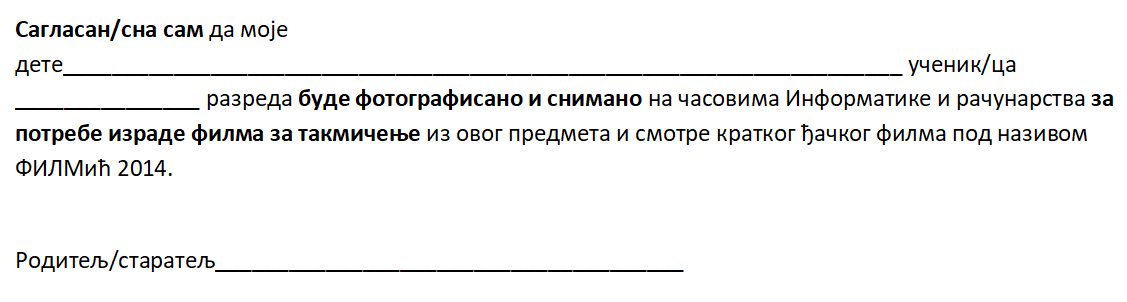 Сагласан/сна сам да моје
дете______________________________________________________________________ ученик/ца
_______________ разреда буде фотографисано и снимано на часовима Информатике и рачунарства за
потребе израде филма за такмичење из овог предмета и смотре кратког ђачког филма под називом
ФИЛМић 2014.
Родитељ/старатељ_______________________________________